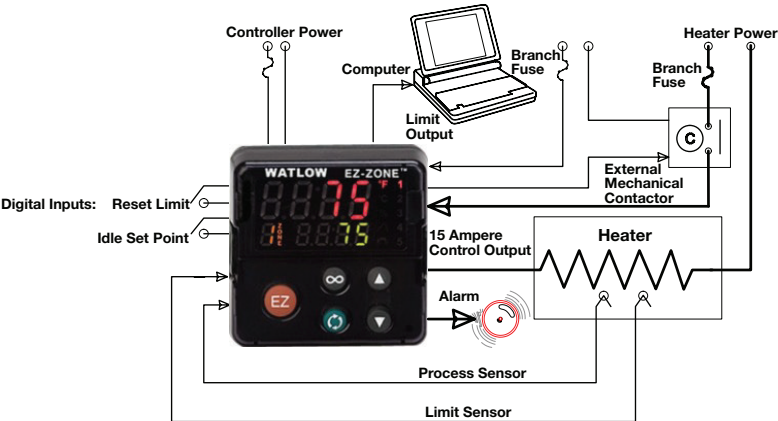 Controller Power
Heater Power
Branch
Fuse
Computer
Branch
Fuse
Limit
Output
C
WATLOW EZ-ZONE™
75 °F 1
External
Mechanical
Contactor
Digital Inputs: Reset Limit
Idle Set Point
1 75
15 Ampere
Control Output
Heater
EZ
Alarm
Process Sensor
Limit Sensor